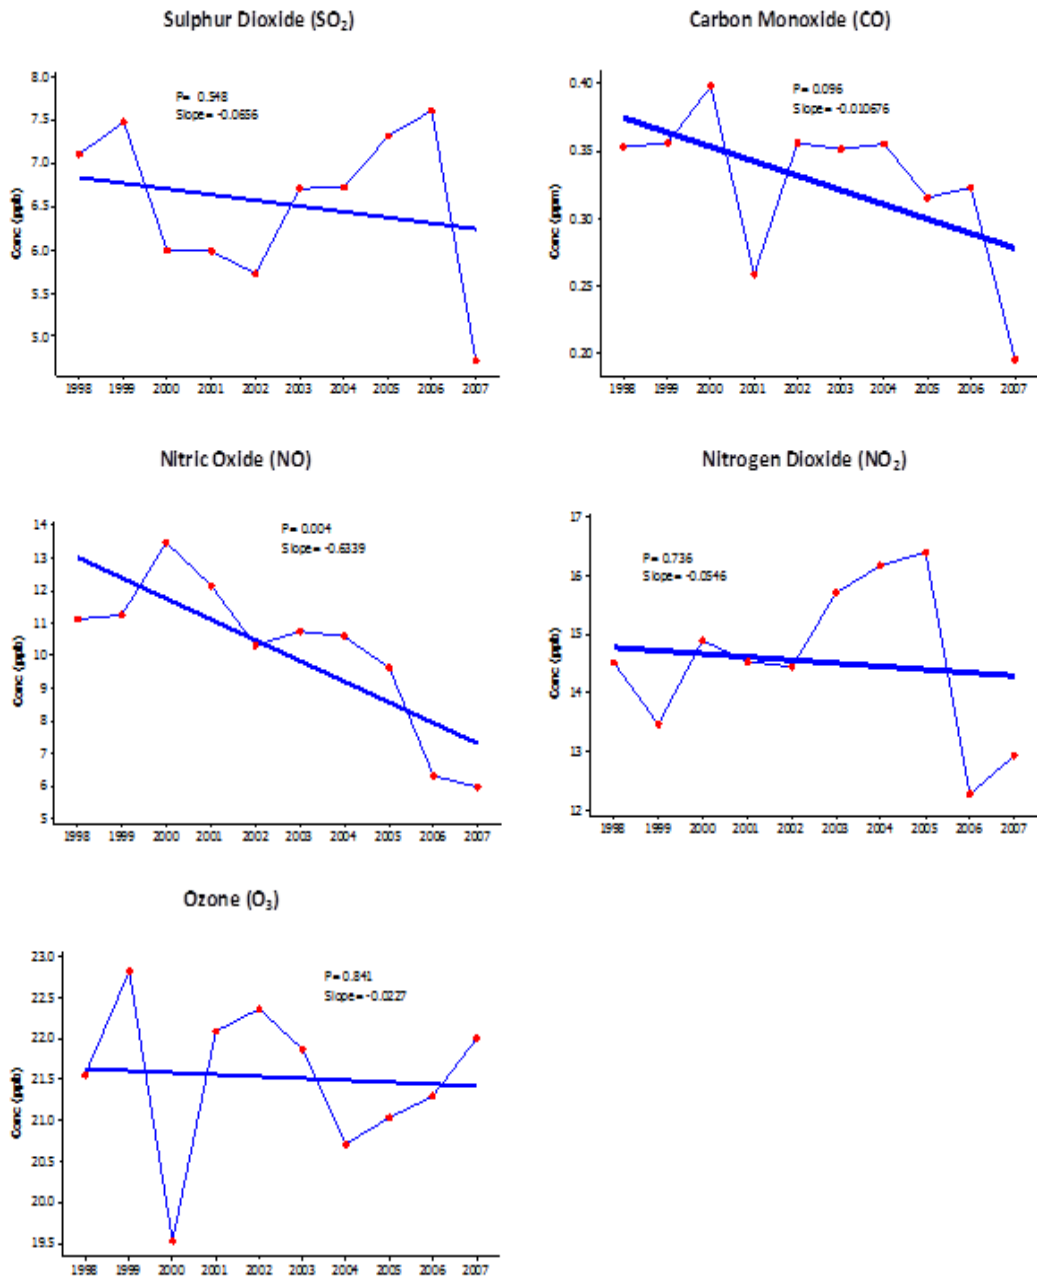 Sulphur Dioxide (SO₂)
8.0
7.5
7.0
6.5
6.0
5.5
5.0
Conc (ppb)
P= 0.548
Slope= -0.0656
1998 1999 2000 2001 2002 2003 2004 2005 2006 2007
Carbon Monoxide (CO)
0.40
0.35
0.30
0.25
0.20
Conc (ppm)
P= 0.096
Slope= -0.010676
1998 1999 2000 2001 2002 2003 2004 2005 2006 2007
Nitric Oxide (NO)
14
13
12
11
10
9
8
7
6
5
Conc (ppb)
P= 0.004
Slope= -0.6339
1998 1999 2000 2001 2002 2003 2004 2005 2006 2007
Nitrogen Dioxide (NO₂)
17
16
15
14
13
12
Conc (ppb)
P= 0.736
Slope= -0.0546
1998 1999 2000 2001 2002 2003 2004 2005 2006 2007
Ozone (O₃)
23.0
22.5
22.0
21.5
21.0
20.5
20.0
19.5
Conc (ppb)
P= 0.841
Slope= -0.0227
1998 1999 2000 2001 2002 2003 2004 2005 2006 2007